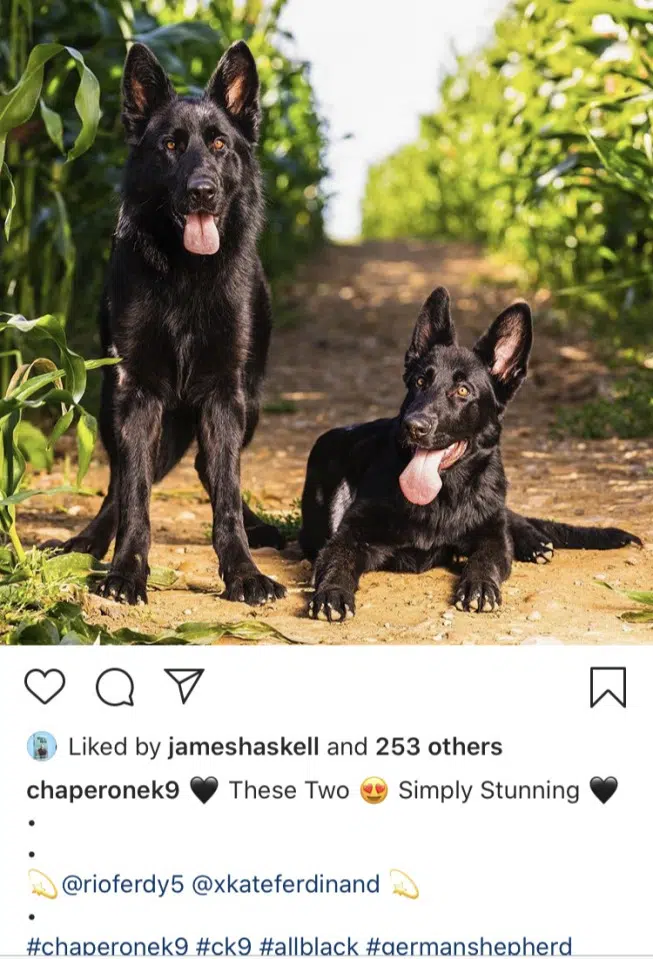 Liked by jameshaskell and 253 others
chaperonek9 🖤 These Two 😍 Simply Stunning 🖤
•
•
💫@rioferdy5 @xkateferdinand 💫
•
#chaperonek9 #ck9 #allblack #germanshepherd